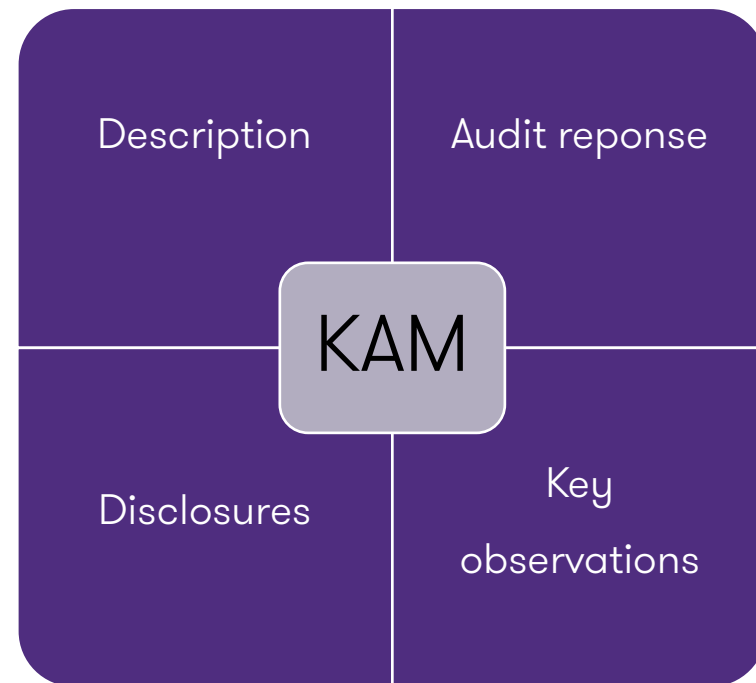 Description
Audit reponse
KAM
Disclosures
Key
observations